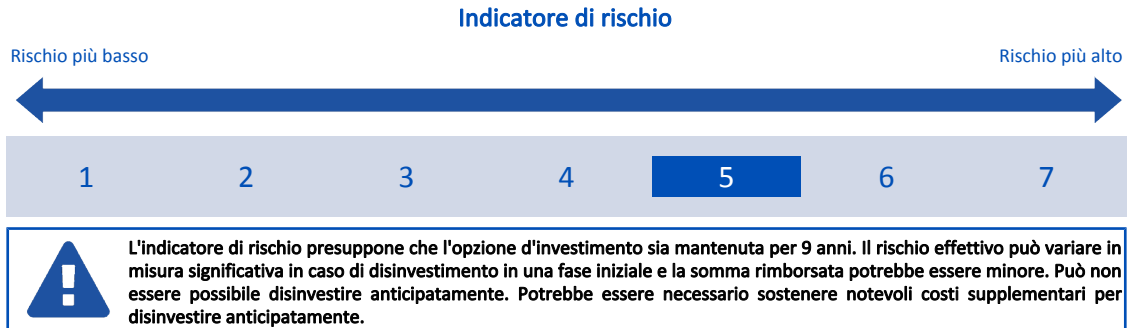 Indicatore di rischio
Rischio più basso Rischio più alto
1 2 3 4 5 6 7
L'indicatore di rischio presuppone che l'opzione d'investimento sia mantenuta per 9 anni. Il rischio effettivo può variare in
misura significativa in caso di disinvestimento in una fase iniziale e la somma rimborsata potrebbe essere minore. Può non
essere possibile disinvestire anticipatamente. Potrebbe essere necessario sostenere notevoli costi supplementari per
disinvestire anticipatamente.